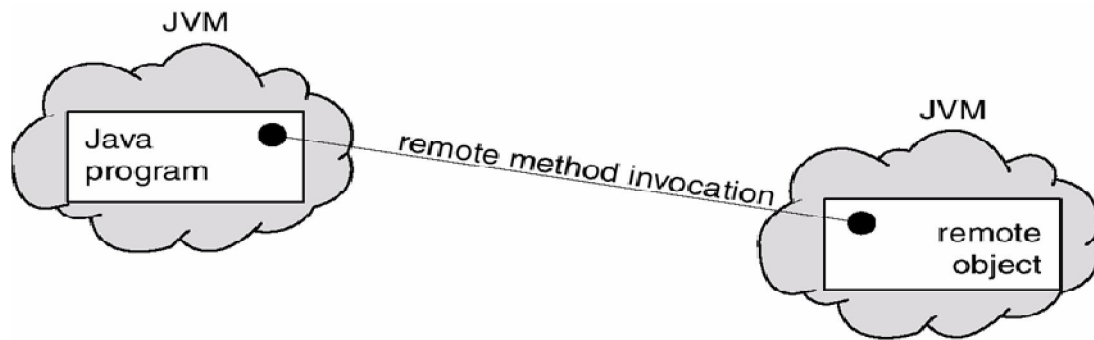 JVM
Java
program
remote method invocation
JVM
remote
object